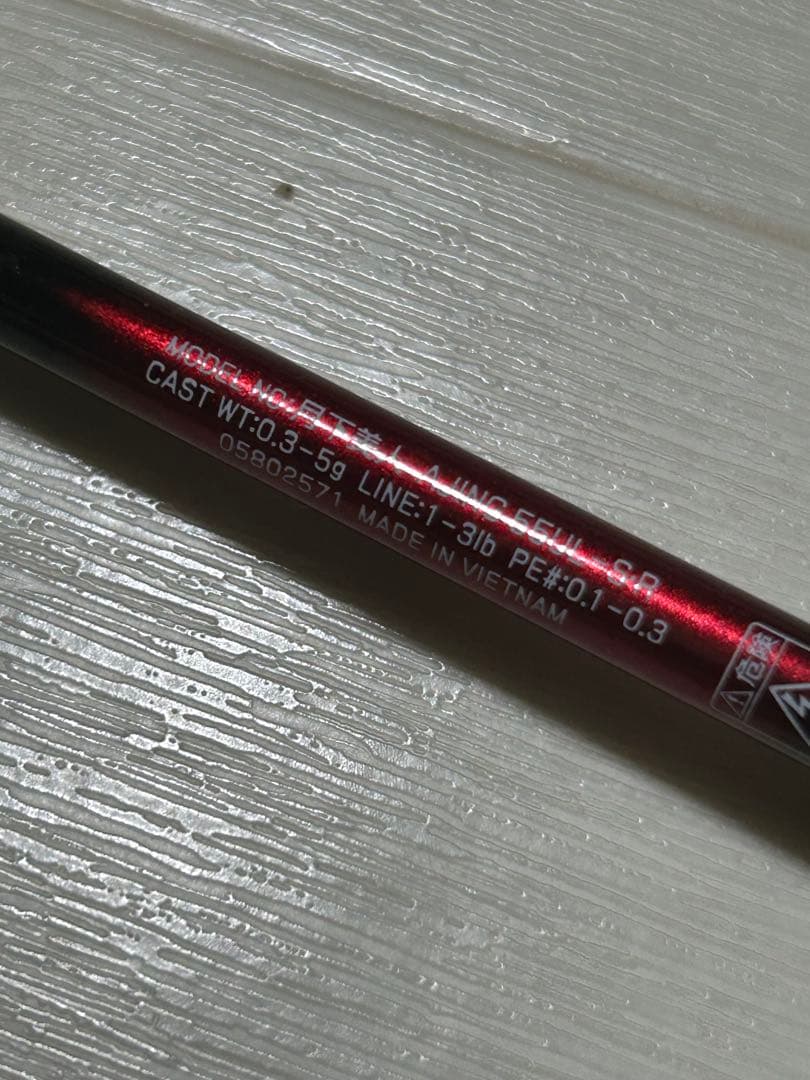 MODEL NO.月下美人 AJING 55UL-S.R
CAST WT:0.3-5g LINE:1-3lb PE#:0.1-0.3
05802571 MADE IN VIETNAM
危険